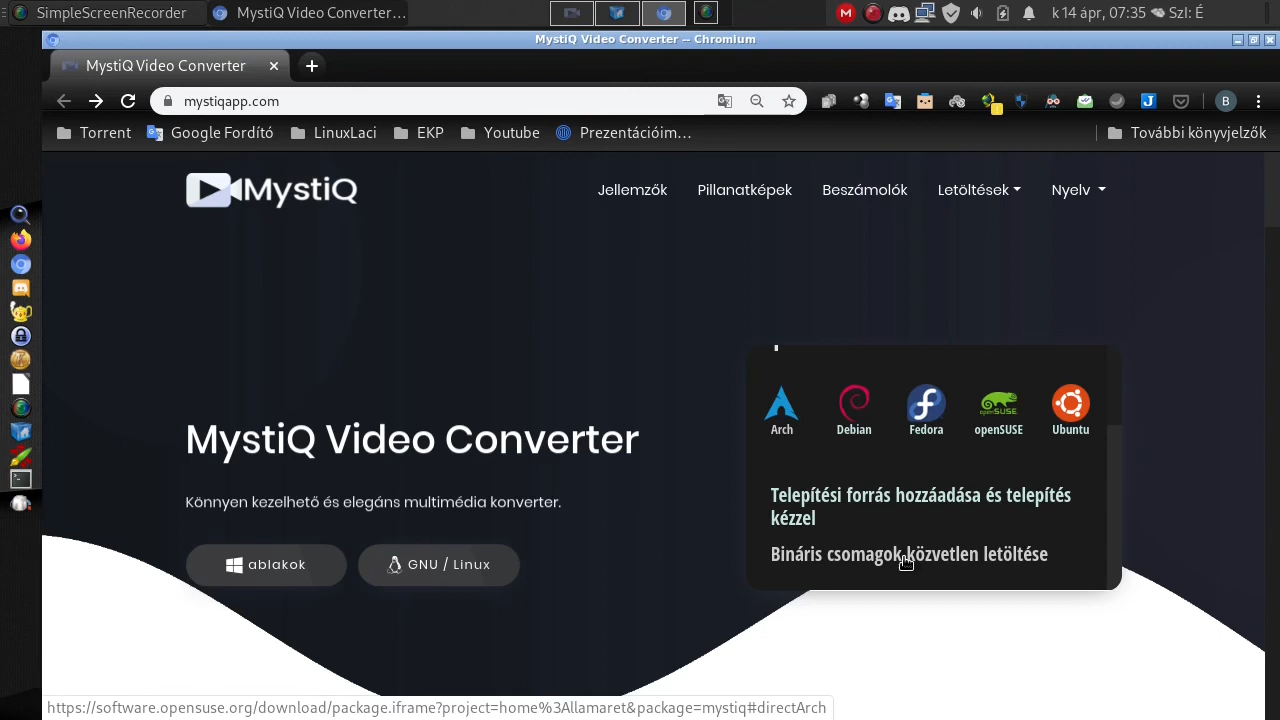 SimpleScreenRecorder
MystiQ Video Converter…
k 14 ápr, 07:35
Szl: É
MystiQ Video Converter -- Chromium
MystiQ Video Converter
mystiqapp.com
B
Torrent
Google Fordító
LinuxLaci
EKP
Youtube
Prezentációim…
További könyvjelzők
MystiQ
Jellemzők
Pillanatképek
Beszámolók
Letöltések
Nyelv
MystiQ Video Converter
Könnyen kezelhető és elegáns multimédia konverter.
ablakok
GNU / Linux
Arch
Debian
Fedora
openSUSE
Ubuntu
Telepítési forrás hozzáadása és telepítés
kézzel
Bináris csomagok közvetlen letöltése
https://software.opensuse.org/download/package.iframe?project=home%3Allamaret&package=mystiq#directArch